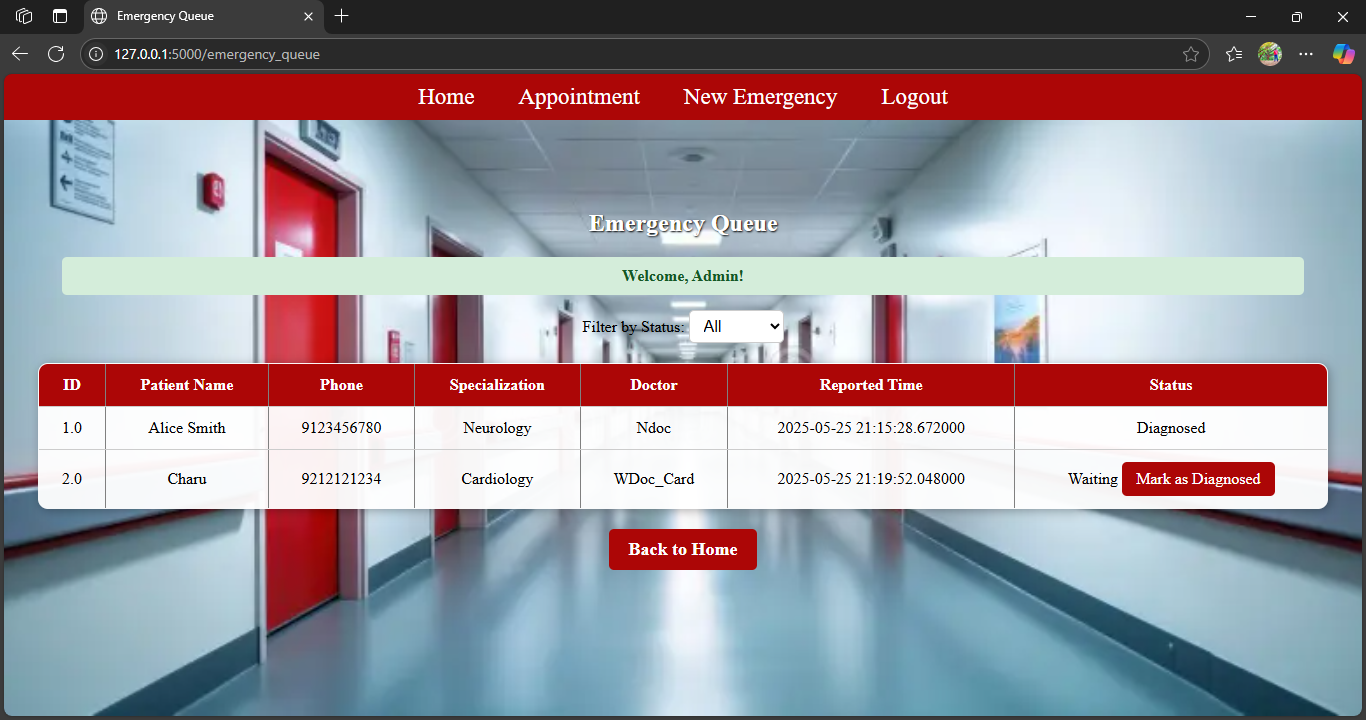 Emergency Queue
127.0.0.1:5000/emergency_queue
Home Appointment New Emergency Logout
Emergency Queue
Welcome, Admin!
Filter by Status: All
ID Patient Name Phone Specialization Doctor Reported Time Status
1.0 Alice Smith 9123456780 Neurology Ndoc 2025-05-25 21:15:28.672000 Diagnosed
2.0 Charu 9212121234 Cardiology WDoc_Card 2025-05-25 21:19:52.048000 Waiting Mark as Diagnosed
Back to Home